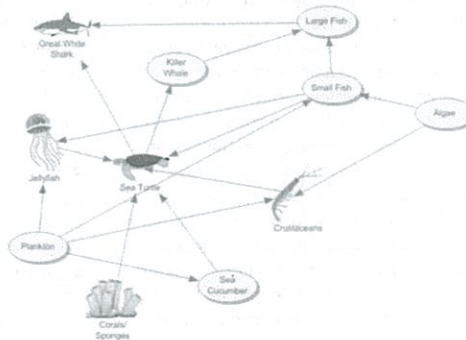 Large Fish
Great White
Shark
Killer
Whale
Small Fish
Algae
Jellyfish
Sea Turtle
Crustaceans
Plankton
Sea
Cucumber
Corals/
Sponges